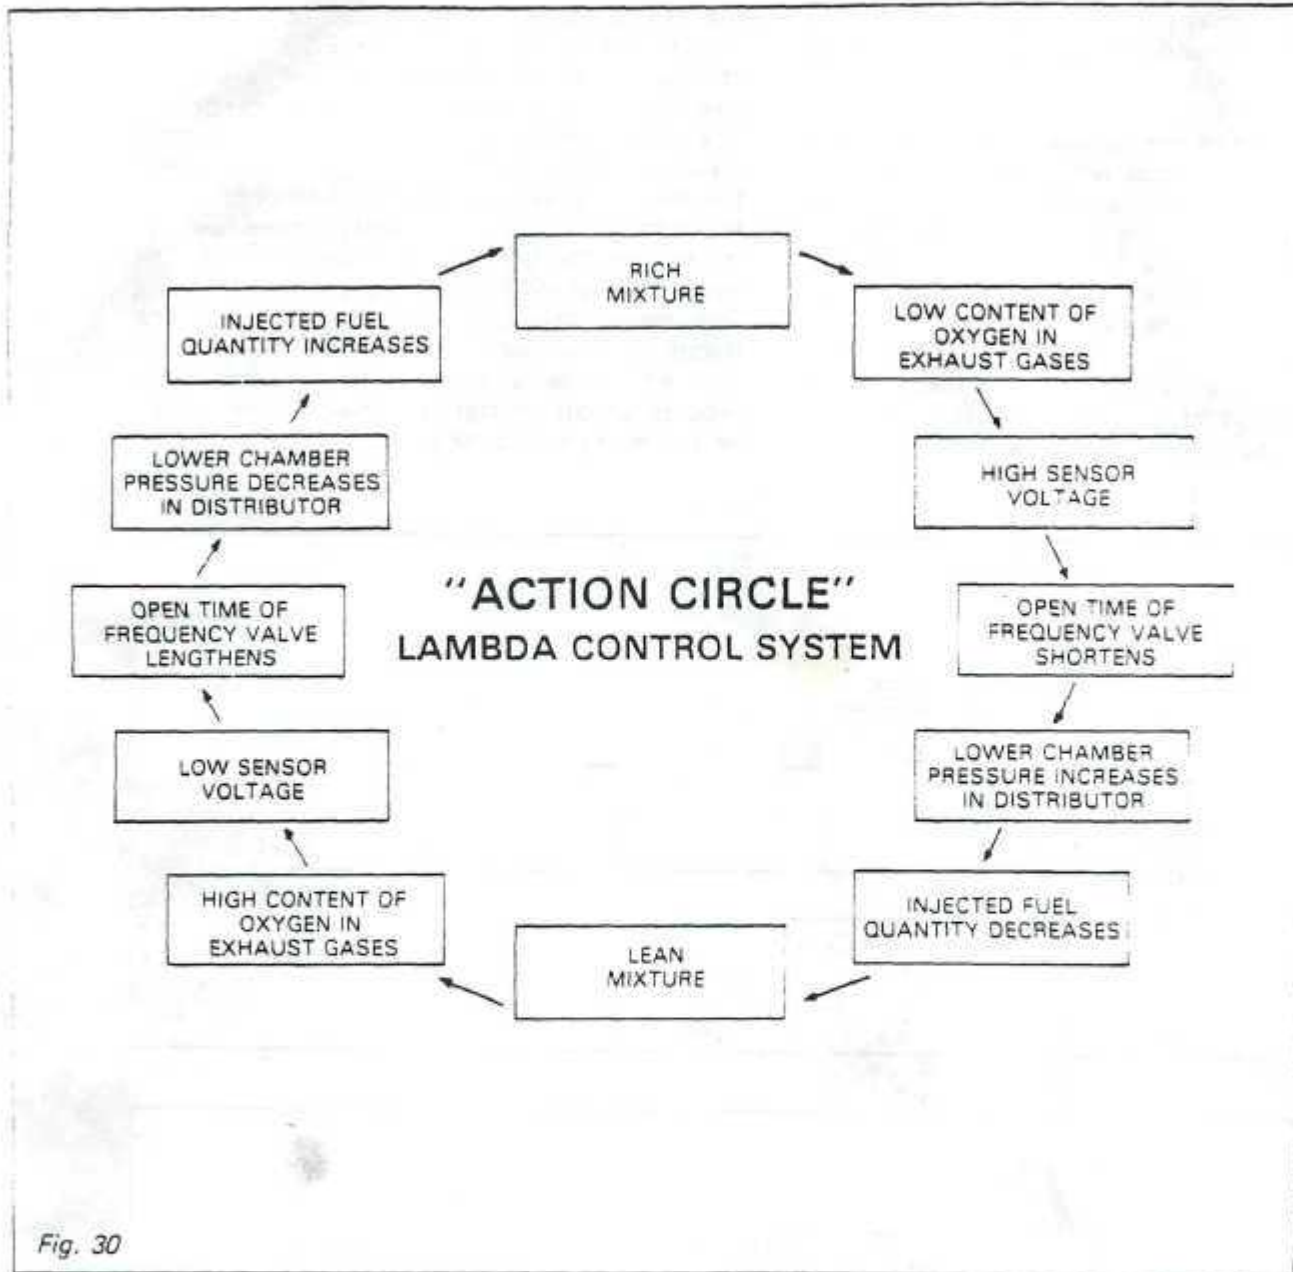 RICH
MIXTURE
LOW CONTENT OF
OXYGEN IN
EXHAUST GASES
HIGH SENSOR
VOLTAGE
OPEN TIME OF
FREQUENCY VALVE
SHORTENS
LOWER CHAMBER
PRESSURE INCREASES
IN DISTRIBUTOR
INJECTED FUEL
QUANTITY DECREASES
LEAN
MIXTURE
HIGH CONTENT OF
OXYGEN IN
EXHAUST GASES
LOW SENSOR
VOLTAGE
OPEN TIME OF
FREQUENCY VALVE
LENGTHENS
LOWER CHAMBER
PRESSURE DECREASES
IN DISTRIBUTOR
INJECTED FUEL
QUANTITY INCREASES
"ACTION CIRCLE"
LAMBDA CONTROL SYSTEM
Fig. 30